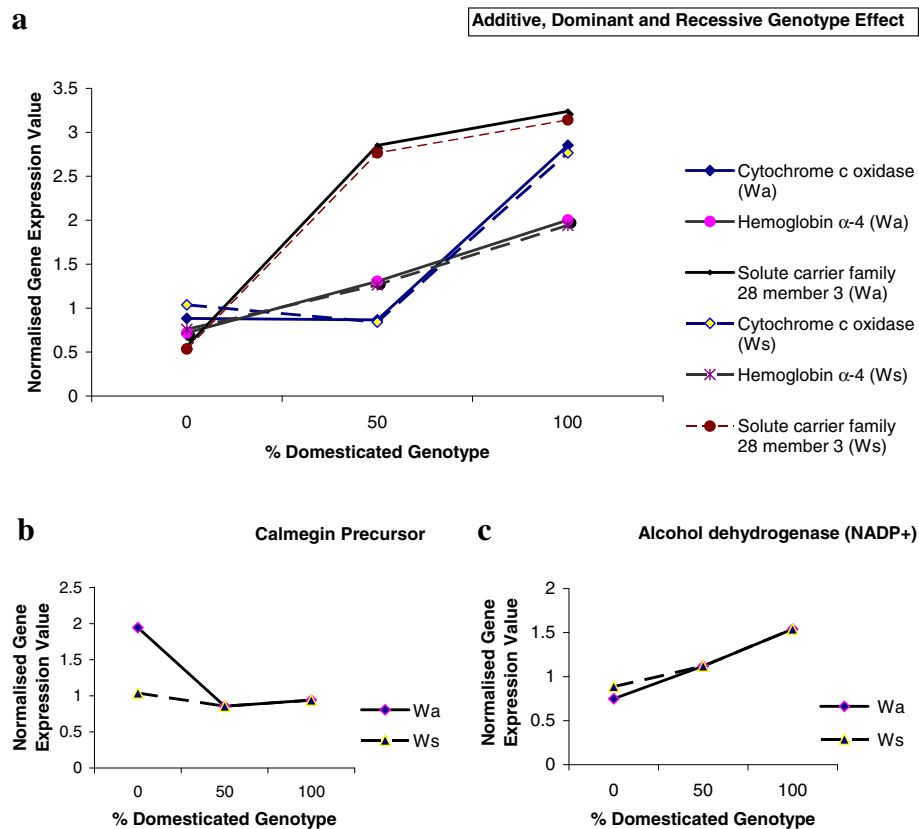 a
Additive, Dominant and Recessive Genotype Effect
Normalised Gene Expression Value
3.5
3
2.5
2
1.5
1
0.5
0
0
50
100
% Domesticated Genotype
Cytochrome c oxidase
(Wa)
Hemoglobin α-4 (Wa)
Solute carrier family
28 member 3 (Wa)
Cytochrome c oxidase
(Ws)
Hemoglobin α-4 (Ws)
Solute carrier family
28 member 3 (Ws)
b
Calmegin Precursor
Normalised Gene
Expression Value
2.5
2
1.5
1
0.5
0
0
50
100
% Domesticated Genotype
Wa
Ws
c
Alcohol dehydrogenase (NADP+)
Normalised Gene
Expression Value
2
1.5
1
0.5
0
0
50
100
% Domesticated Genotype
Wa
Ws